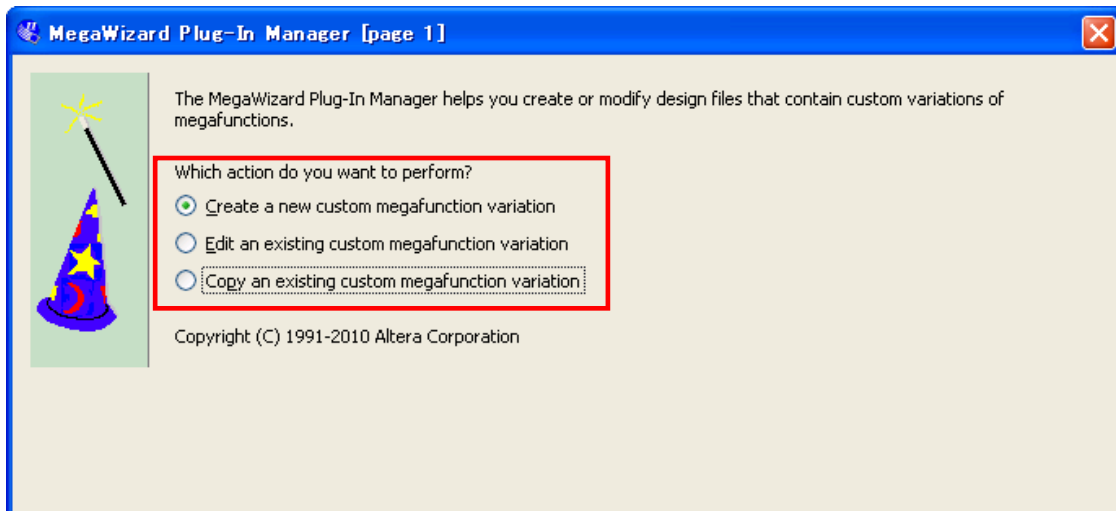 MegaWizard Plug-In Manager [page 1]
The MegaWizard Plug-In Manager helps you create or modify design files that contain custom variations of
megafunctions.
Which action do you want to perform?
Create a new custom megafunction variation
Edit an existing custom megafunction variation
Copy an existing custom megafunction variation
Copyright (C) 1991-2010 Altera Corporation